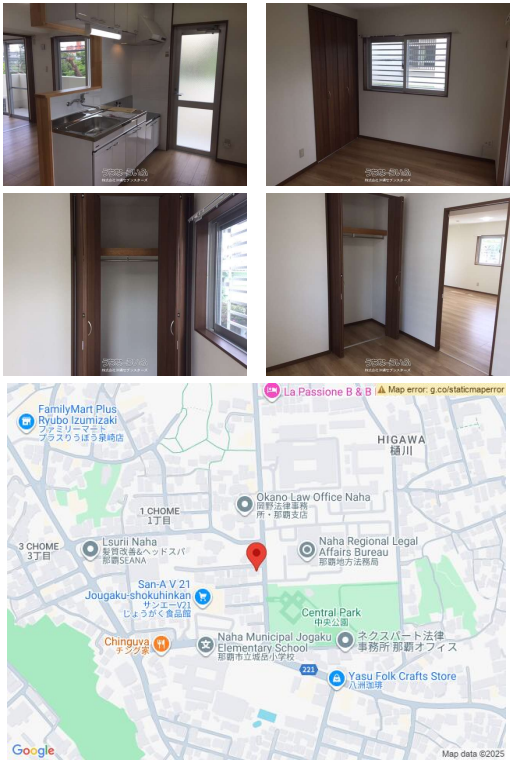 La Passione B & B
Map error: g.co/staticmaperror
FamilyMart Plus
Ryubo Izumizaki
ファミリーマート
プラスりうぼう泉崎店
HIGAWA
樋川
Okano Law Office Naha
岡野法律事務
所・那覇支店
1 CHOME
1丁目
3 CHOME
3丁目
Lsurii Naha
髪質改善&ヘッドスパ
那覇SEANA
Naha Regional Legal
Affairs Bureau
那覇地方法務局
San-A V 21
Jougaku-shokuhinkan
サンエーV21
じょうがく食品館
Central Park
中央公園
Chinguva
チング家
Naha Municipal Jogaku
Elementary School
那覇市立城岳小学校
ネクスパート法律
事務所 那覇オフィス
221
Yasu Folk Crafts Store
八洲珈琲
Google
Map data ©2025